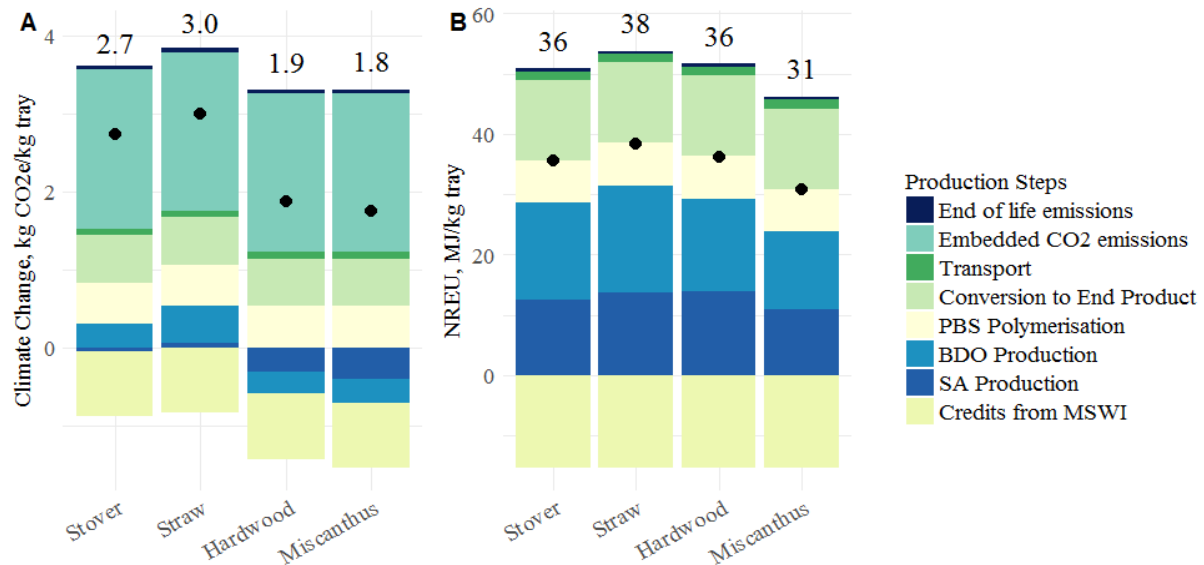 A
Climate Change, kg CO2e/kg tray
4
2
0
2.7
3.0
1.9
1.8
Stover
Straw
Hardwood
Miscanthus
B
NREU, MJ/kg tray
60
40
20
0
36
38
36
31
Stover
Straw
Hardwood
Miscanthus
Production Steps
End of life emissions
Embedded CO2 emissions
Transport
Conversion to End Product
PBS Polymerisation
BDO Production
SA Production
Credits from MSWI